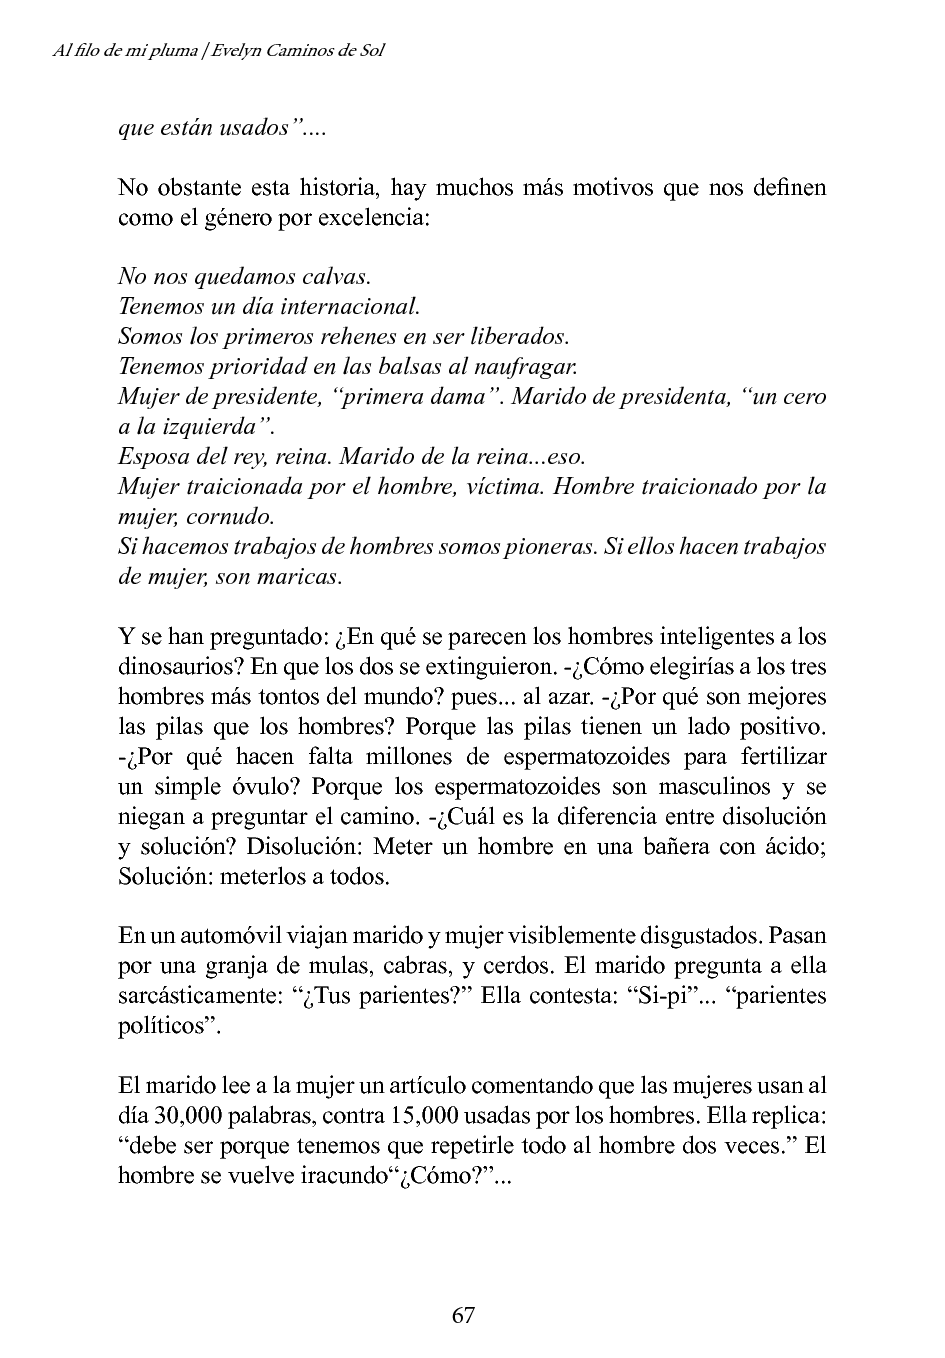 Al filo de mi pluma | Evelyn Caminos de Sol
que están usados”....
No obstante esta historia, hay muchos más motivos que nos definen
como el género por excelencia:
No nos quedamos calvas.
Tenemos un día internacional.
Somos los primeros rehenes en ser liberados.
Tenemos prioridad en las balsas al naufragar.
Mujer de presidente, “primera dama”. Marido de presidenta, “un cero
a la izquierda”.
Esposa del rey, reina. Marido de la reina...eso.
Mujer traicionada por el hombre, víctima. Hombre traicionado por la
mujer, cornudo.
Si hacemos trabajos de hombres somos pioneras. Si ellos hacen trabajos
de mujer, son maricas.
Y se han preguntado: ¿En qué se parecen los hombres inteligentes a los
dinosaurios? En que los dos se extinguieron. -¿Cómo elegirías a los tres
hombres más tontos del mundo? pues... al azar. -¿Por qué son mejores
las pilas que los hombres? Porque las pilas tienen un lado positivo.
-¿Por qué hacen falta millones de espermatozoides para fertilizar
un simple óvulo? Porque los espermatozoides son masculinos y se
niegan a preguntar el camino. -¿Cuál es la diferencia entre disolución
y solución? Disolución: Meter un hombre en una bañera con ácido;
Solución: meterlos a todos.
En un automóvil viajan marido y mujer visiblemente disgustados. Pasan
por una granja de mulas, cabras, y cerdos. El marido pregunta a ella
sarcásticamente: “¿Tus parientes?” Ella contesta: “Si-pi”... “parientes
políticos”.
El marido lee a la mujer un artículo comentando que las mujeres usan al
día 30,000 palabras, contra 15,000 usadas por los hombres. Ella replica:
“debe ser porque tenemos que repetirle todo al hombre dos veces.” El
hombre se vuelve iracundo“¿Cómo?”...
67